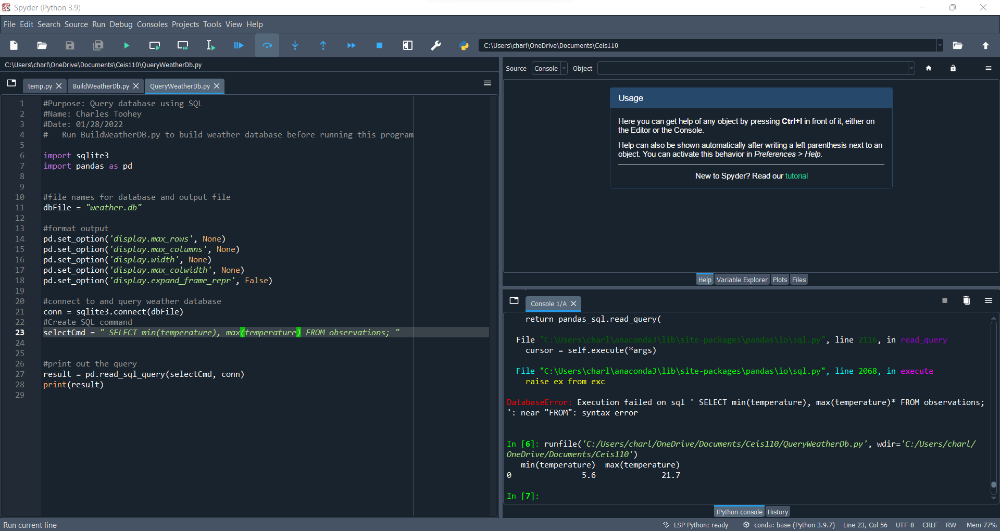 Spyder (Python 3.9)
File Edit Search Source Run Debug Consoles Projects Tools View Help
C:\Users\charl\OneDrive\Documents\Ceis110
C:\Users\charl\OneDrive\Documents\Ceis110\QueryWeatherDb.py
temp.py BuildWeatherDb.py QueryWeatherDb.py
1 #Purpose: Query database using SQL
2 #Name: Charles Toohey
3 #Date: 01/28/2022
4 #   Run BuildWeatherDB.py to build weather database before running this program
5
6 import sqlite3
7 import pandas as pd
8
9
10 #file names for database and output file
11 dbFile = "weather.db"
12
13 #format output
14 pd.set_option('display.max_rows', None)
15 pd.set_option('display.max_columns', None)
16 pd.set_option('display.width', None)
17 pd.set_option('display.max_colwidth', None)
18 pd.set_option('display.expand_frame_repr', False)
19
20 #connect to and query weather database
21 conn = sqlite3.connect(dbFile)
22 #Create SQL command
23 selectCmd = " SELECT min(temperature), max(temperature) FROM observations; "
24
25
26 #print out the query
27 result = pd.read_sql_query(selectCmd, conn)
28 print(result)
29
Source Console Object
Usage
Here you can get help of any object by pressing Ctrl+I in front of it, either on
the Editor or the Console.
Help can also be shown automatically after writing a left parenthesis next to an
object. You can activate this behavior in Preferences > Help.
New to Spyder? Read our tutorial
Help Variable Explorer Plots Files
Console 1/A
return pandas_sql.read_query(
File "C:\Users\charl\anaconda3\lib\site-packages\pandas\io\sql.py", line 2116, in read_query
cursor = self.execute(*args)
File "C:\Users\charl\anaconda3\lib\site-packages\pandas\io\sql.py", line 2068, in execute
raise ex from exc
DatabaseError: Execution failed on sql ' SELECT min(temperature), max(temperature)* FROM observations;
': near "FROM": syntax error
In [6]: runfile('C:/Users/charl/OneDrive/Documents/Ceis110/QueryWeatherDb.py', wdir='C:/Users/charl/
OneDrive/Documents/Ceis110')
min(temperature)  max(temperature)
0 5.6 21.7
In [7]:
IPython console History
Run current line
LSP Python: ready conda: base (Python 3.9.7) Line 23, Col 56 UTF-8 CRLF RW Mem 77%